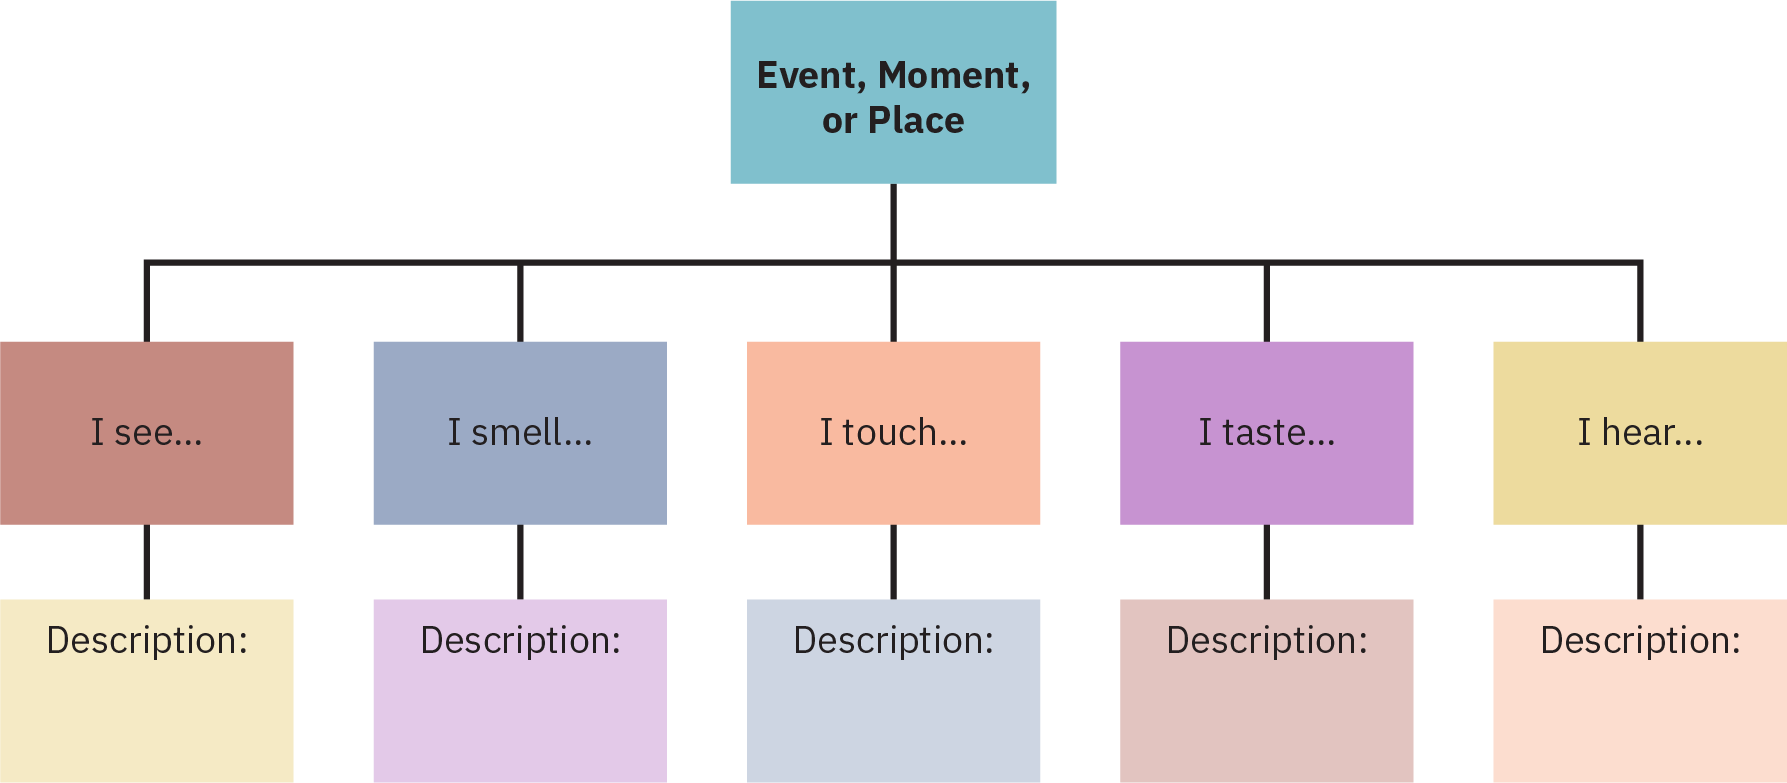 Event, Moment,
or Place
I see...
I smell...
I touch...
I taste...
I hear...
Description:
Description:
Description:
Description:
Description: